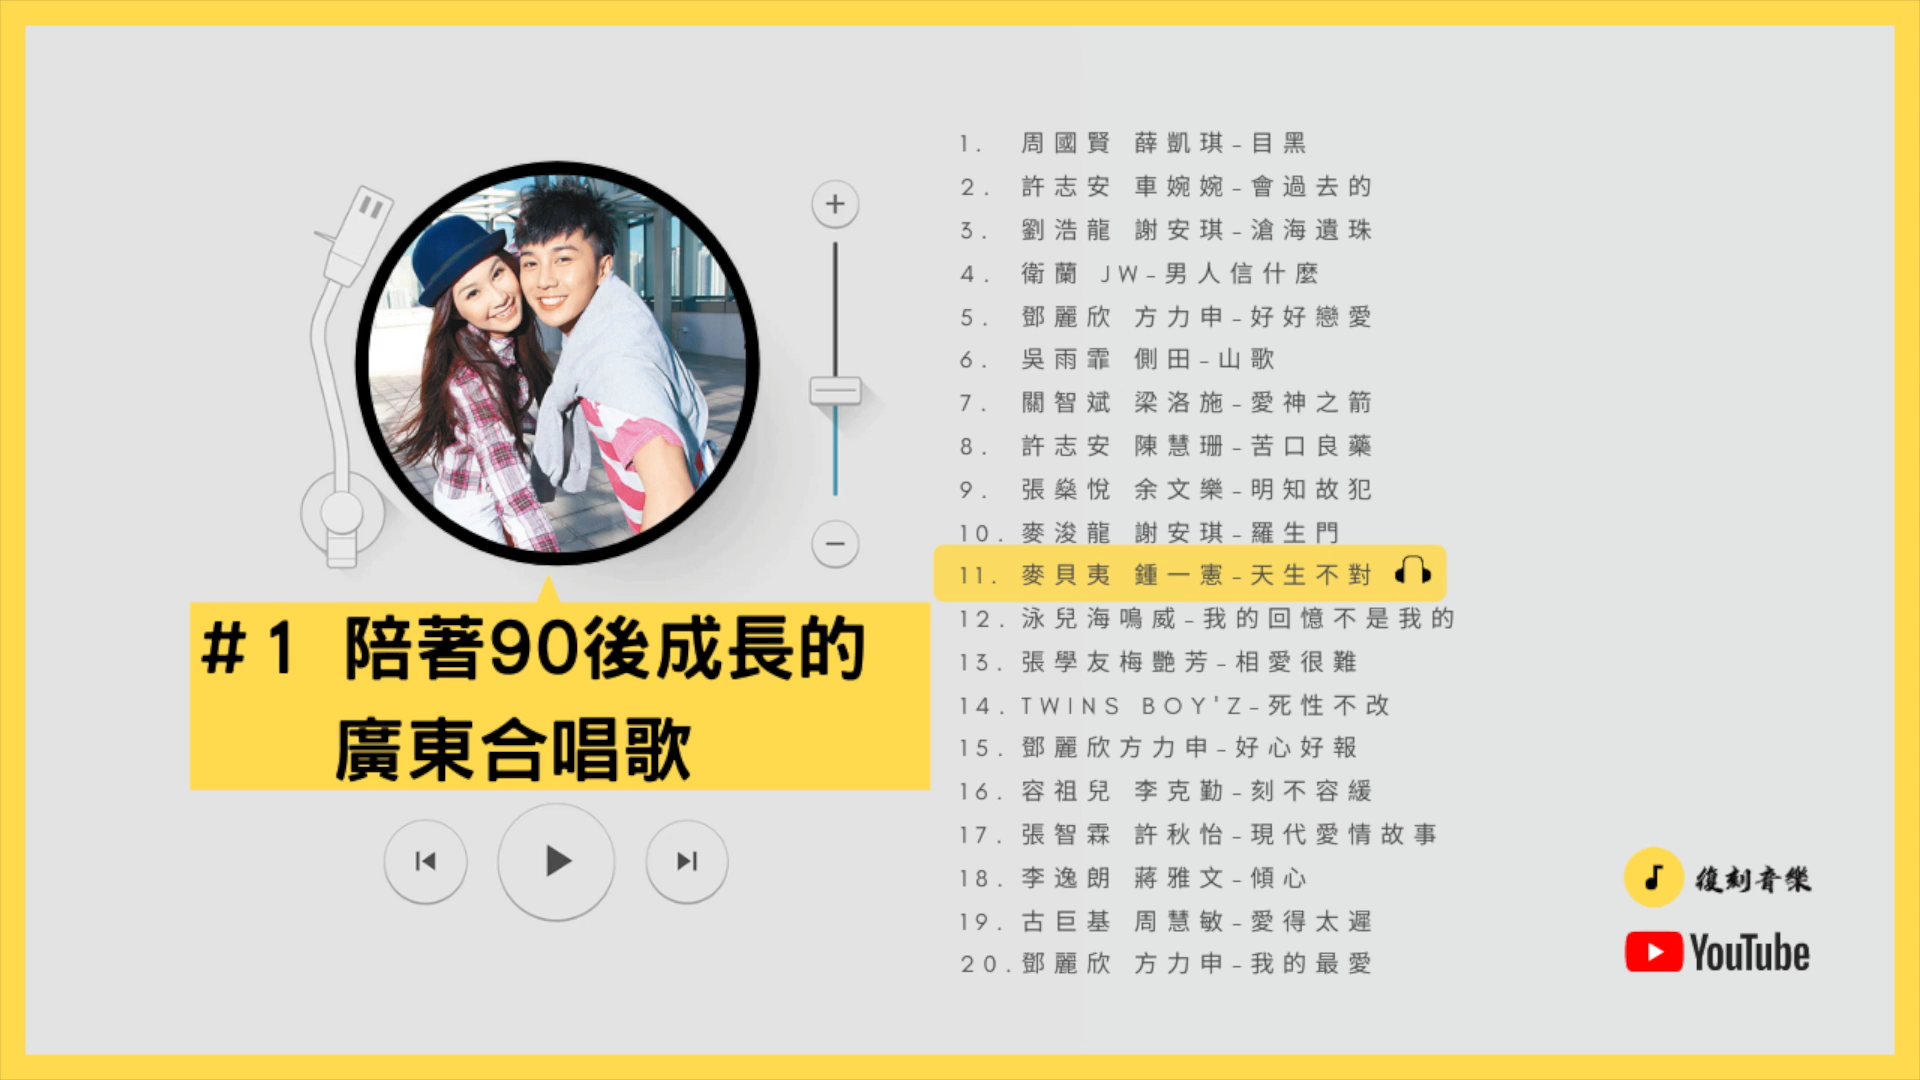 #1 陪著90後成長的
廣東合唱歌
1. 周國賢 薛凱琪-目黑
2. 許志安 車婉婉-會過去的
3. 劉浩龍 謝安琪-滄海遺珠
4. 衛蘭 JW-男人信什麼
5. 鄧麗欣 方力申-好好戀愛
6. 吳雨霏 側田-山歌
7. 關智斌 梁洛施-愛神之箭
8. 許志安 陳慧珊-苦口良藥
9. 張燊悅 余文樂-明知故犯
10. 麥浚龍 謝安琪-羅生門
11. 麥貝夷 鍾一憲-天生不對
12. 泳兒海鳴威-我的回憶不是我的
13. 張學友梅艷芳-相愛很難
14. TWINS BOY'Z-死性不改
15. 鄧麗欣方力申-好心好報
16. 容祖兒 李克勤-刻不容緩
17. 張智霖 許秋怡-現代愛情故事
18. 李逸朗 蔣雅文-傾心
19. 古巨基 周慧敏-愛得太遲
20. 鄧麗欣 方力申-我的最愛
復刻音樂
YouTube